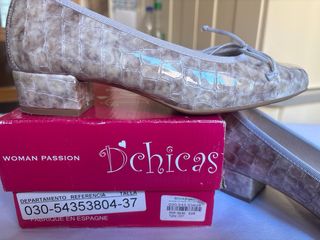 WOMAN PASSION
D'chicas
DEPARTAMENTO REFERENCIA TALLA
030-54353804-37
FABRIQUE EN ESPAGNE